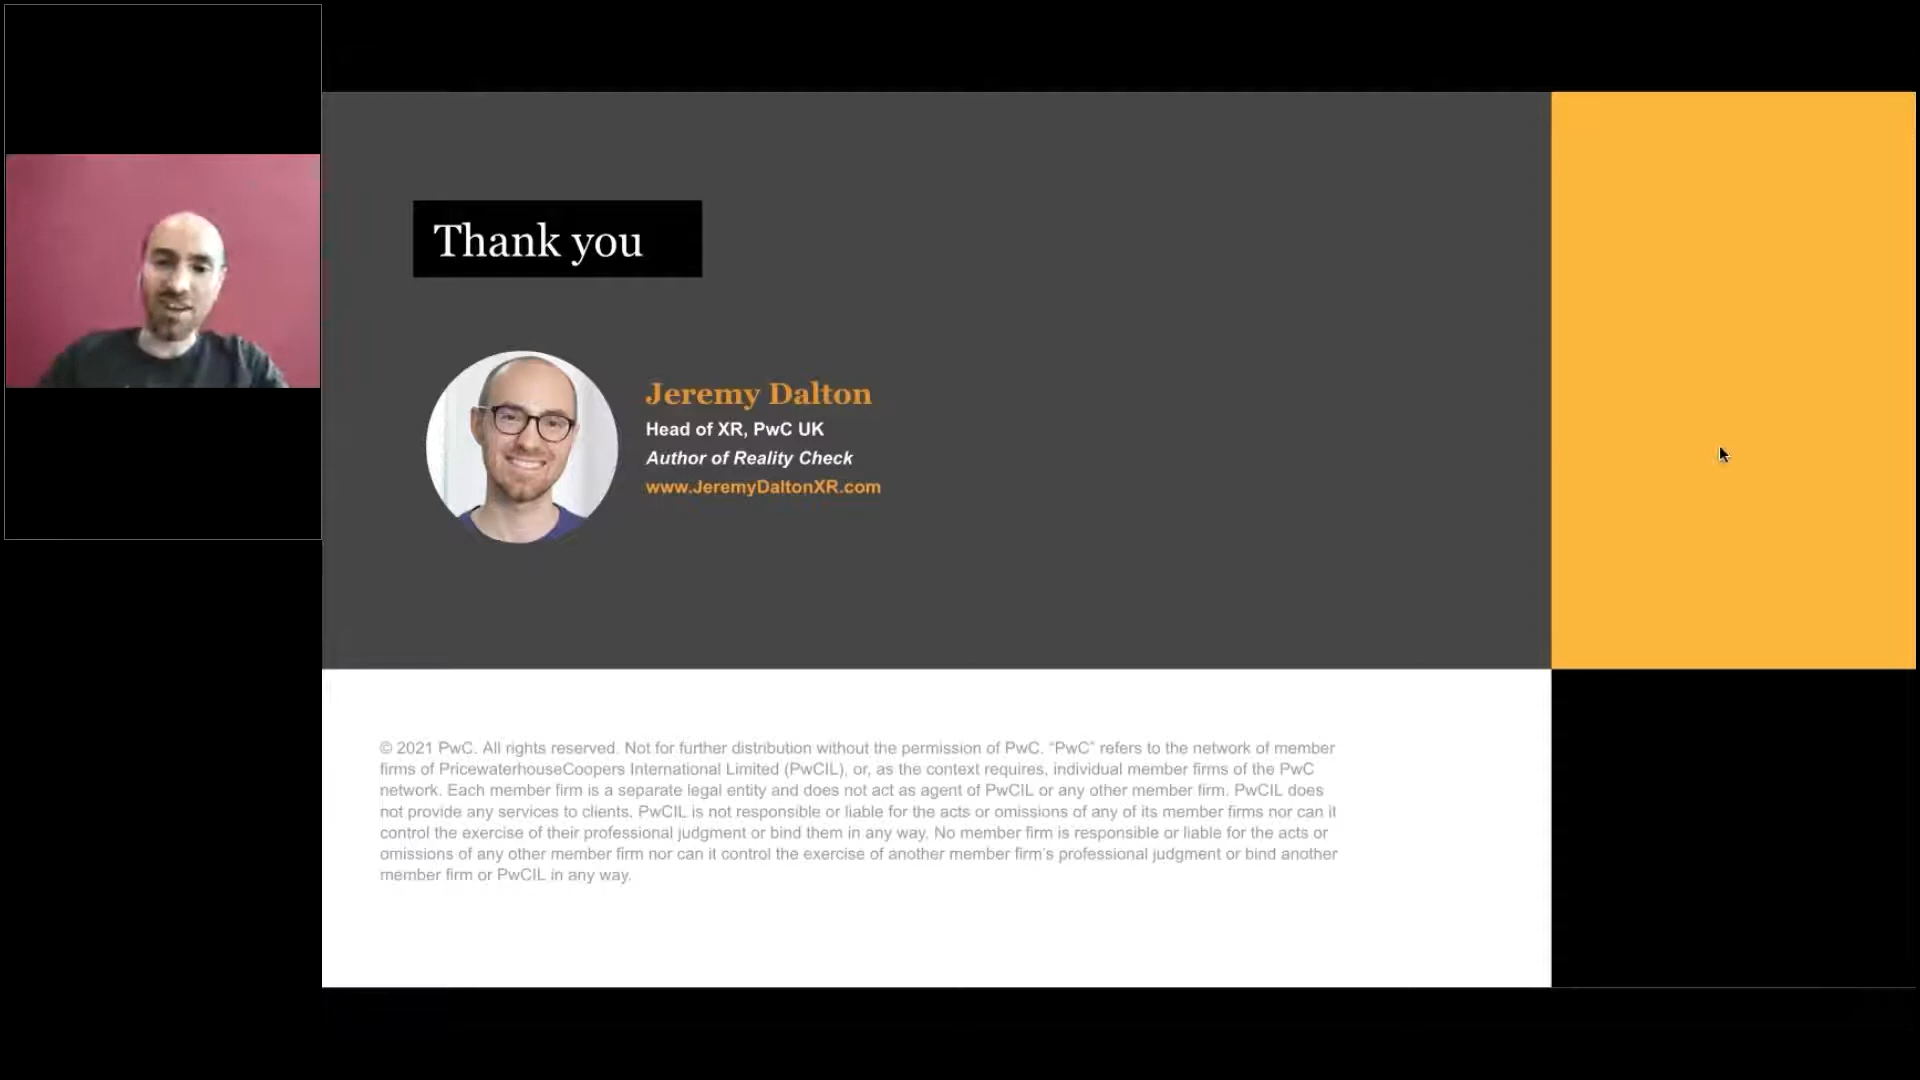 Thank you
Jeremy Dalton
Head of XR, PwC UK
Author of Reality Check
www.JeremyDaltonXR.com
© 2021 PwC. All rights reserved. Not for further distribution without the permission of PwC. “PwC” refers to the network of member
firms of PricewaterhouseCoopers International Limited (PwCIL), or, as the context requires, individual member firms of the PwC
network. Each member firm is a separate legal entity and does not act as agent of PwCIL or any other member firm. PwCIL does
not provide any services to clients. PwCIL is not responsible or liable for the acts or omissions of any of its member firms nor can it
control the exercise of their professional judgment or bind them in any way. No member firm is responsible or liable for the acts or
omissions of any other member firm nor can it control the exercise of another member firm’s professional judgment or bind another
member firm or PwCIL in any way.